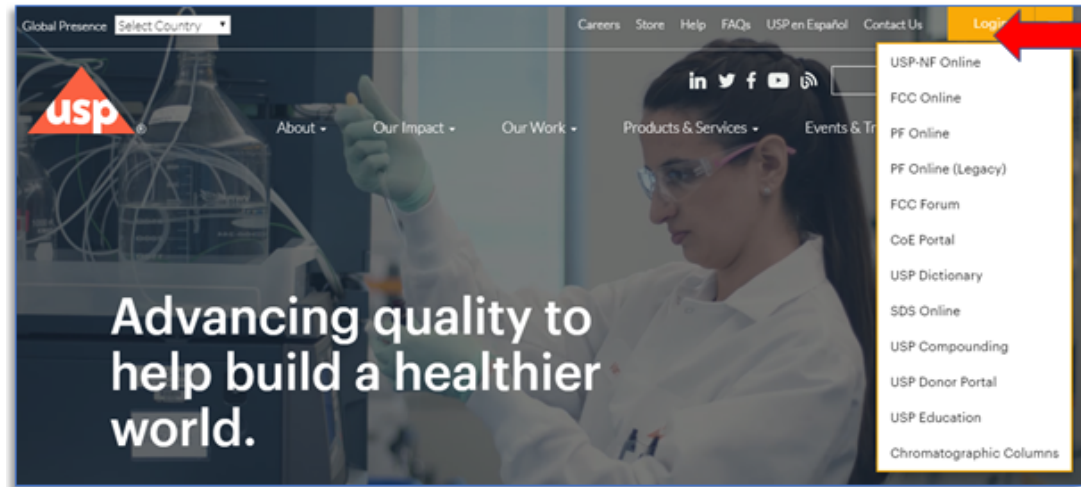 Global Presence Select Country Careers Store Help FAQs USP en Español Contact Us Login
usp
®
About Our Impact Our Work Products & Services Events &
USP-NF Online
FCC Online
PF Online
PF Online (Legacy)
FCC Forum
CoE Portal
USP Dictionary
SDS Online
USP Compounding
USP Donor Portal
USP Education
Chromatographic Columns
Advancing quality to
help build a healthier
world.